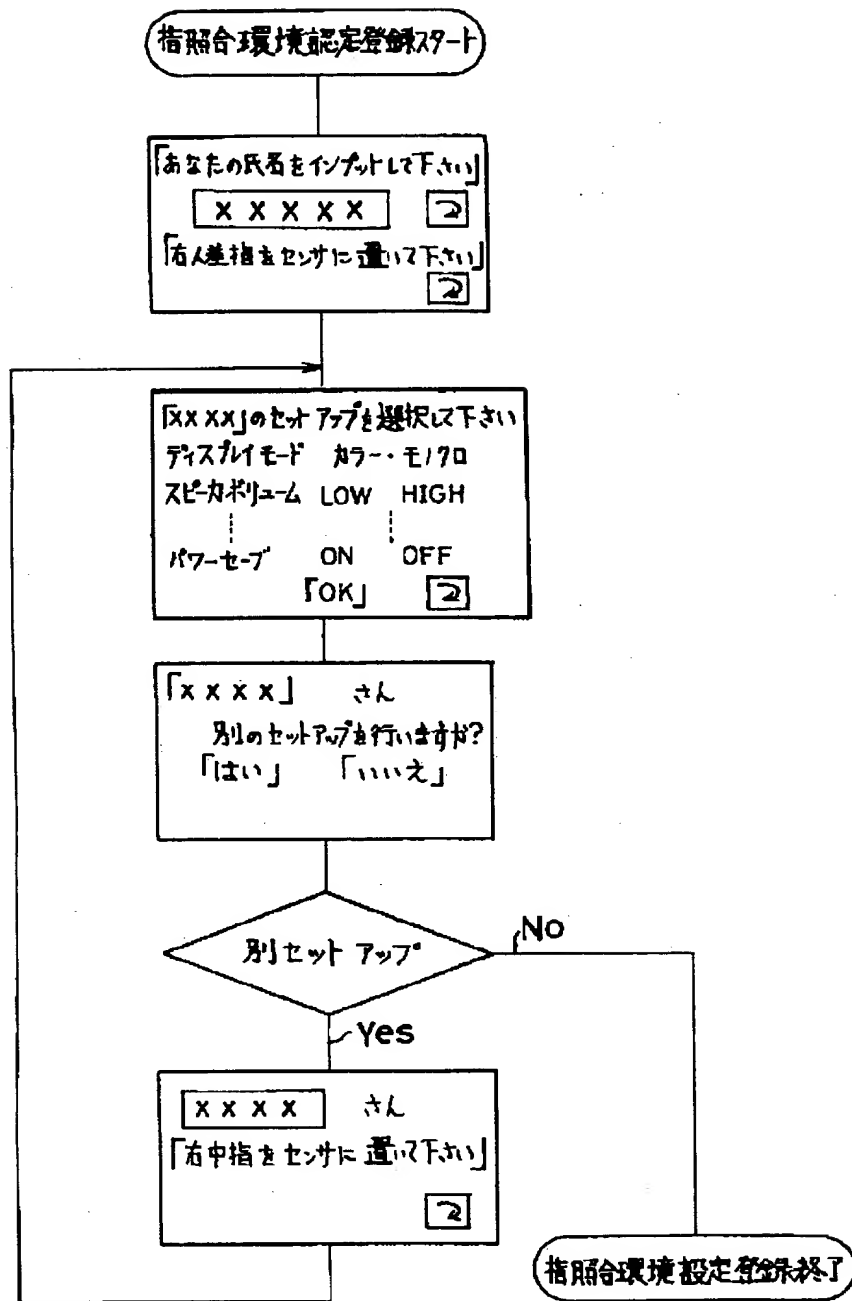 指照合環境認定登録スタート
「あなたの氏名をインプットして下さい」
XXXXX
「右人差指をセンサに置いて下さい」
「XXXX」のセットアップを選択して下さい
ディスプレイモード カラー・モノクロ
スピーカボリューム LOW HIGH
パワーセーブ ON OFF
「OK」
「XXXX」 さん
別のセットアップを行いますか?
「はい」 「いいえ」
別セットアップ
No
Yes
XXXX さん
「右中指をセンサに置いて下さい」
指照合環境設定登録終了